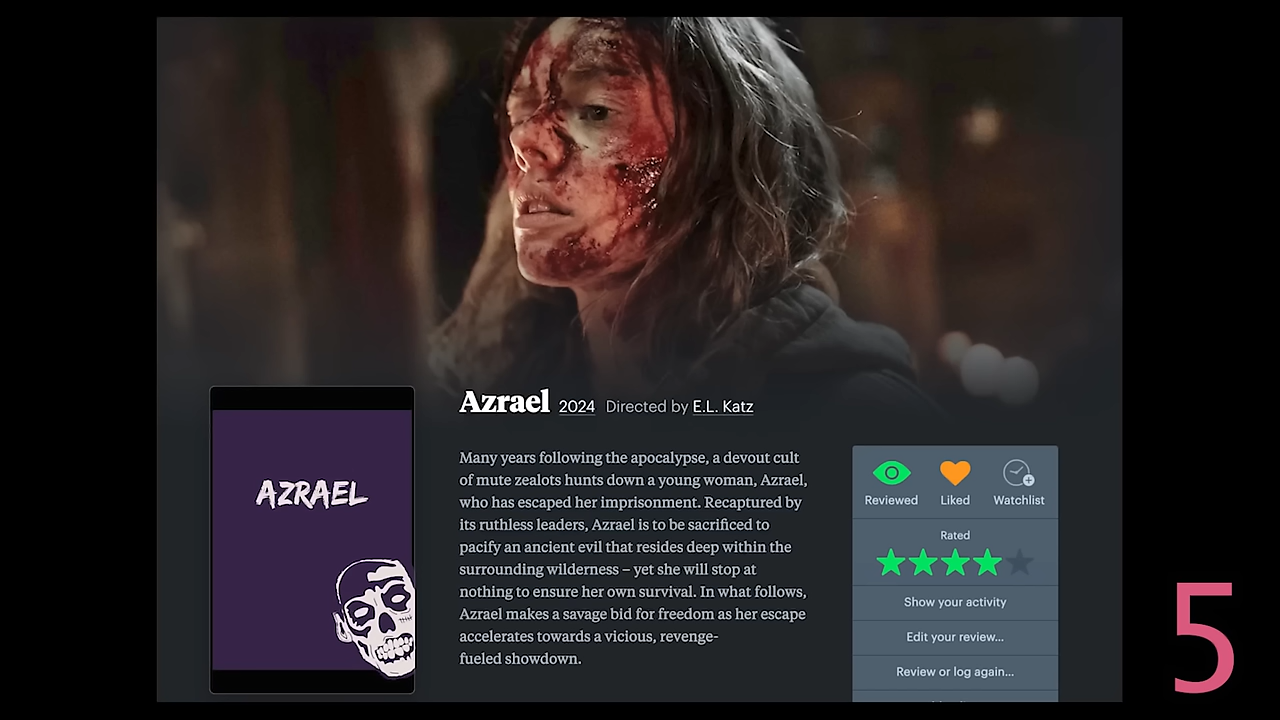 Azrael 2024 Directed by E.L. Katz
AZRAEL
Many years following the apocalypse, a devout cult
of mute zealots hunts down a young woman, Azrael,
who has escaped her imprisonment. Recaptured by
its ruthless leaders, Azrael is to be sacrificed to
pacify an ancient evil that resides deep within the
surrounding wilderness – yet she will stop at
nothing to ensure her own survival. In what follows,
Azrael makes a savage bid for freedom as her escape
accelerates towards a vicious, revenge-
fueled showdown.
Reviewed Liked Watchlist
Rated
Show your activity
Edit your review...
Review or log again...
5